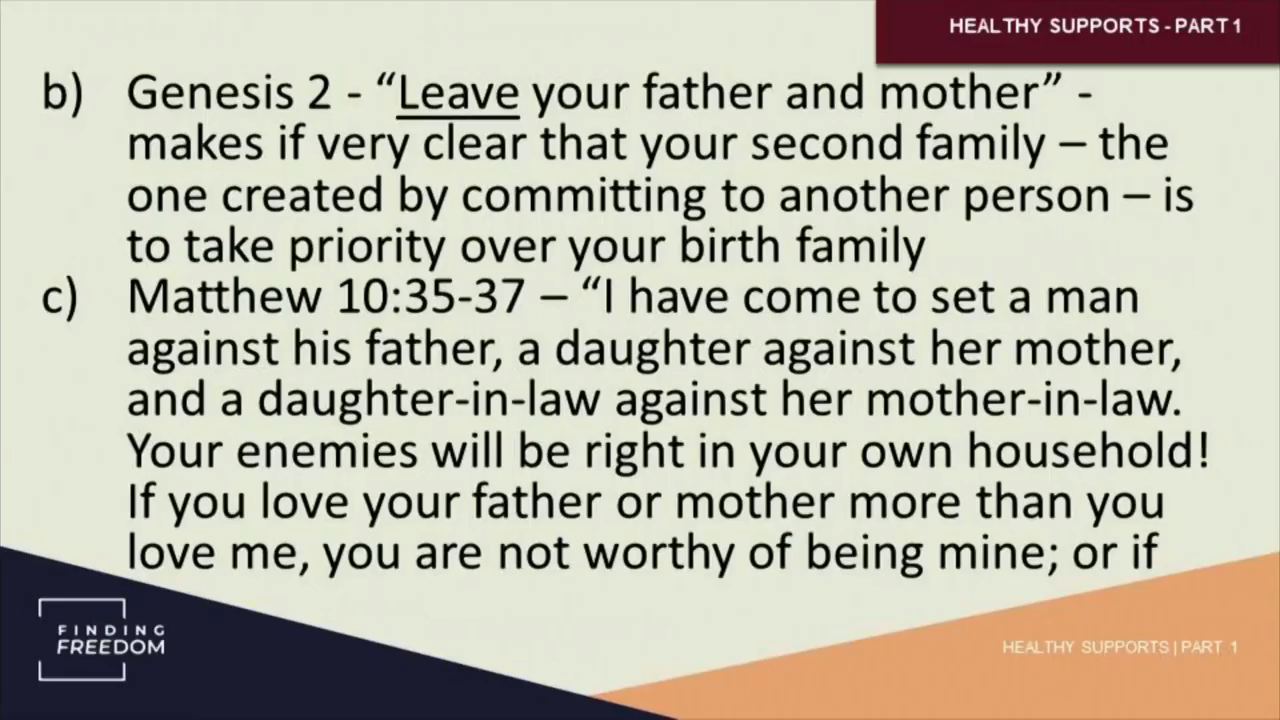 HEALTHY SUPPORTS - PART 1
b) Genesis 2 - “Leave your father and mother” -
makes if very clear that your second family – the
one created by committing to another person – is
to take priority over your birth family
c) Matthew 10:35-37 – “I have come to set a man
against his father, a daughter against her mother,
and a daughter-in-law against her mother-in-law.
Your enemies will be right in your own household!
If you love your father or mother more than you
love me, you are not worthy of being mine; or if
FINDING
FREEDOM
HEALTHY SUPPORTS | PART 1